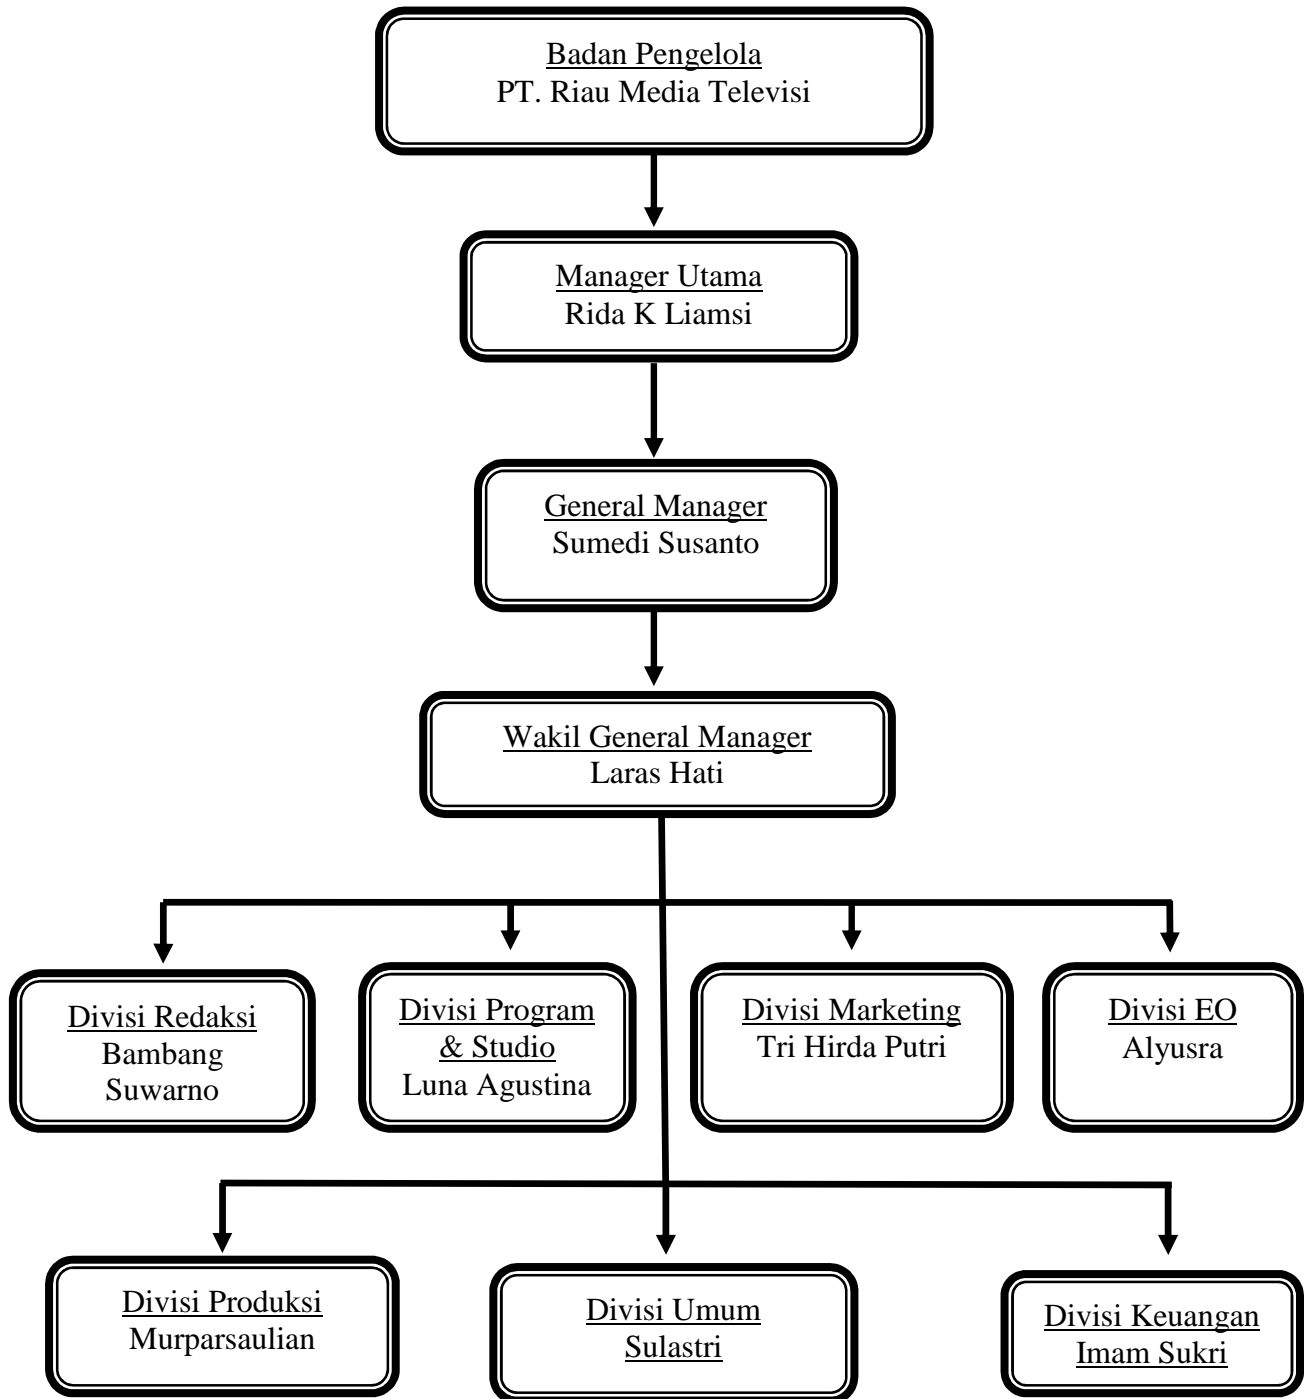 Badan Pengelola
PT. Riau Media Televisi
Manager Utama
Rida K Liamsi
General Manager
Sumedi Susanto
Wakil General Manager
Laras Hati
Divisi Redaksi
Bambang
Suwarno
Divisi Program
& Studio
Luna Agustina
Divisi Marketing
Tri Hirda Putri
Divisi EO
Alyusra
Divisi Produksi
Murparsaulian
Divisi Umum
Sulastri
Divisi Keuangan
Imam Sukri